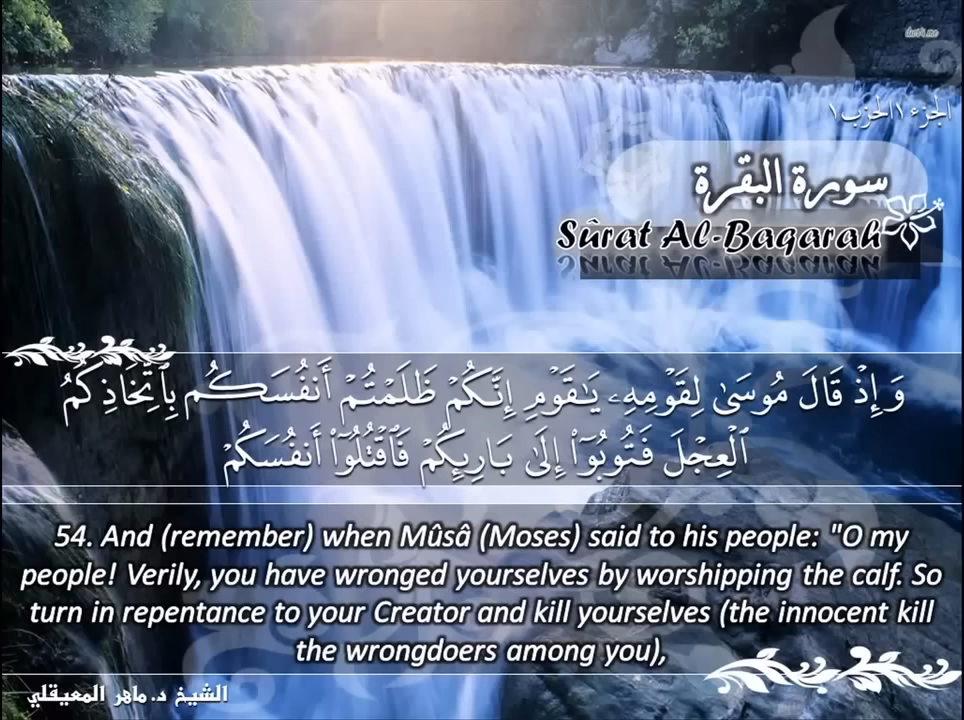 الجزء ١ الحزب ١
سورة البقرة
Sûrat Al-Baqarah
وَإِذْ قَالَ مُوسَىٰ لِقَوْمِهِۦ يَـٰقَوْمِ إِنَّكُمْ ظَلَمْتُمْ أَنفُسَكُم بِٱتِّخَاذِكُمُ
ٱلْعِجْلَ فَتُوبُوٓا۟ إِلَىٰ بَارِئِكُمْ فَٱقْتُلُوٓا۟ أَنفُسَكُمْ
54. And (remember) when Mûsâ (Moses) said to his people: "O my
people! Verily, you have wronged yourselves by worshipping the calf. So
turn in repentance to your Creator and kill yourselves (the innocent kill
the wrongdoers among you),
الشيخ د. ماهر المعيقلي